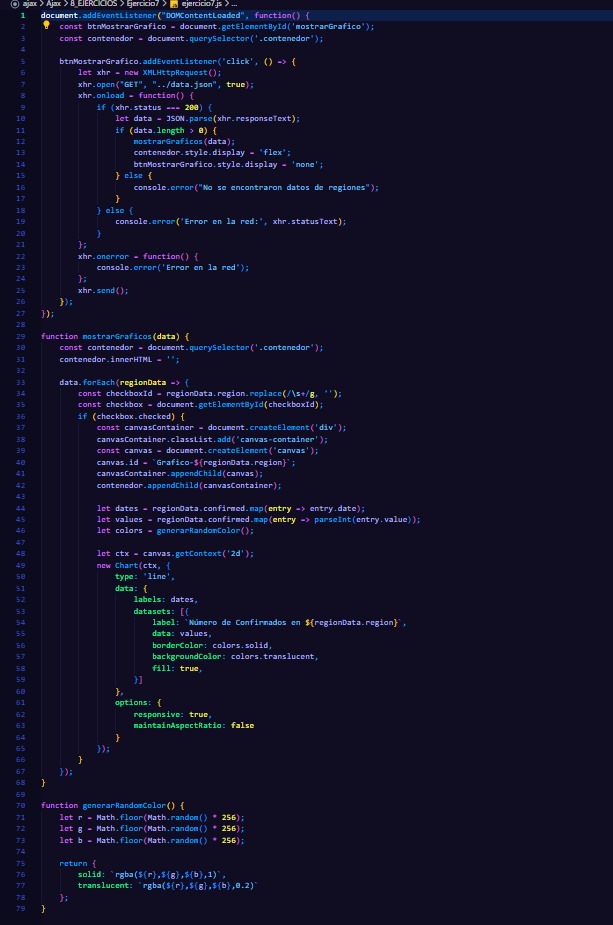 ajax > Ajax > 8_EJERCICIOS > Ejercicio7 > ejercicio7.js > ...
1 document.addEventListener("DOMContentLoaded", function() {
2 const btnMostrarGrafico = document.getElementById('mostrarGrafico');
3 const contenedor = document.querySelector('.contenedor');
4
5 btnMostrarGrafico.addEventListener('click', () => {
6 let xhr = new XMLHttpRequest();
7 xhr.open("GET", "../data.json", true);
8 xhr.onload = function() {
9 if (xhr.status === 200) {
10 let data = JSON.parse(xhr.responseText);
11 if (data.length > 0) {
12 mostrarGraficos(data);
13 contenedor.style.display = 'flex';
14 btnMostrarGrafico.style.display = 'none';
15 } else {
16 console.error("No se encontraron datos de regiones");
17 }
18 } else {
19 console.error('Error en la red:', xhr.statusText);
20 }
21 };
22 xhr.onerror = function() {
23 console.error('Error en la red');
24 };
25 xhr.send();
26 });
27 });
28
29 function mostrarGraficos(data) {
30 const contenedor = document.querySelector('.contenedor');
31 contenedor.innerHTML = '';
32
33 data.forEach(regionData => {
34 const checkboxId = regionData.region.replace(/\s+/g, '');
35 const checkbox = document.getElementById(checkboxId);
36 if (checkbox.checked) {
37 const canvasContainer = document.createElement('div');
38 canvasContainer.classList.add('canvas-container');
39 const canvas = document.createElement('canvas');
40 canvas.id = `Grafico-${regionData.region}`;
41 canvasContainer.appendChild(canvas);
42 contenedor.appendChild(canvasContainer);
43
44 let dates = regionData.confirmed.map(entry => entry.date);
45 let values = regionData.confirmed.map(entry => parseInt(entry.value));
46 let colors = generarRandomColor();
47
48 let ctx = canvas.getContext('2d');
49 new Chart(ctx, {
50 type: 'line',
51 data: {
52 labels: dates,
53 datasets: [{
54 label: `Número de Confirmados en ${regionData.region}`,
55 data: values,
56 borderColor: colors.solid,
57 backgroundColor: colors.translucent,
58 fill: true,
59 }]
60 },
61 options: {
62 responsive: true,
63 maintainAspectRatio: false
64 }
65 });
66 }
67 });
68 }
69
70 function generarRandomColor() {
71 let r = Math.floor(Math.random() * 256);
72 let g = Math.floor(Math.random() * 256);
73 let b = Math.floor(Math.random() * 256);
74
75 return {
76 solid: `rgba(${r},${g},${b},1)`,
77 translucent: `rgba(${r},${g},${b},0.2)`
78 };
79 }